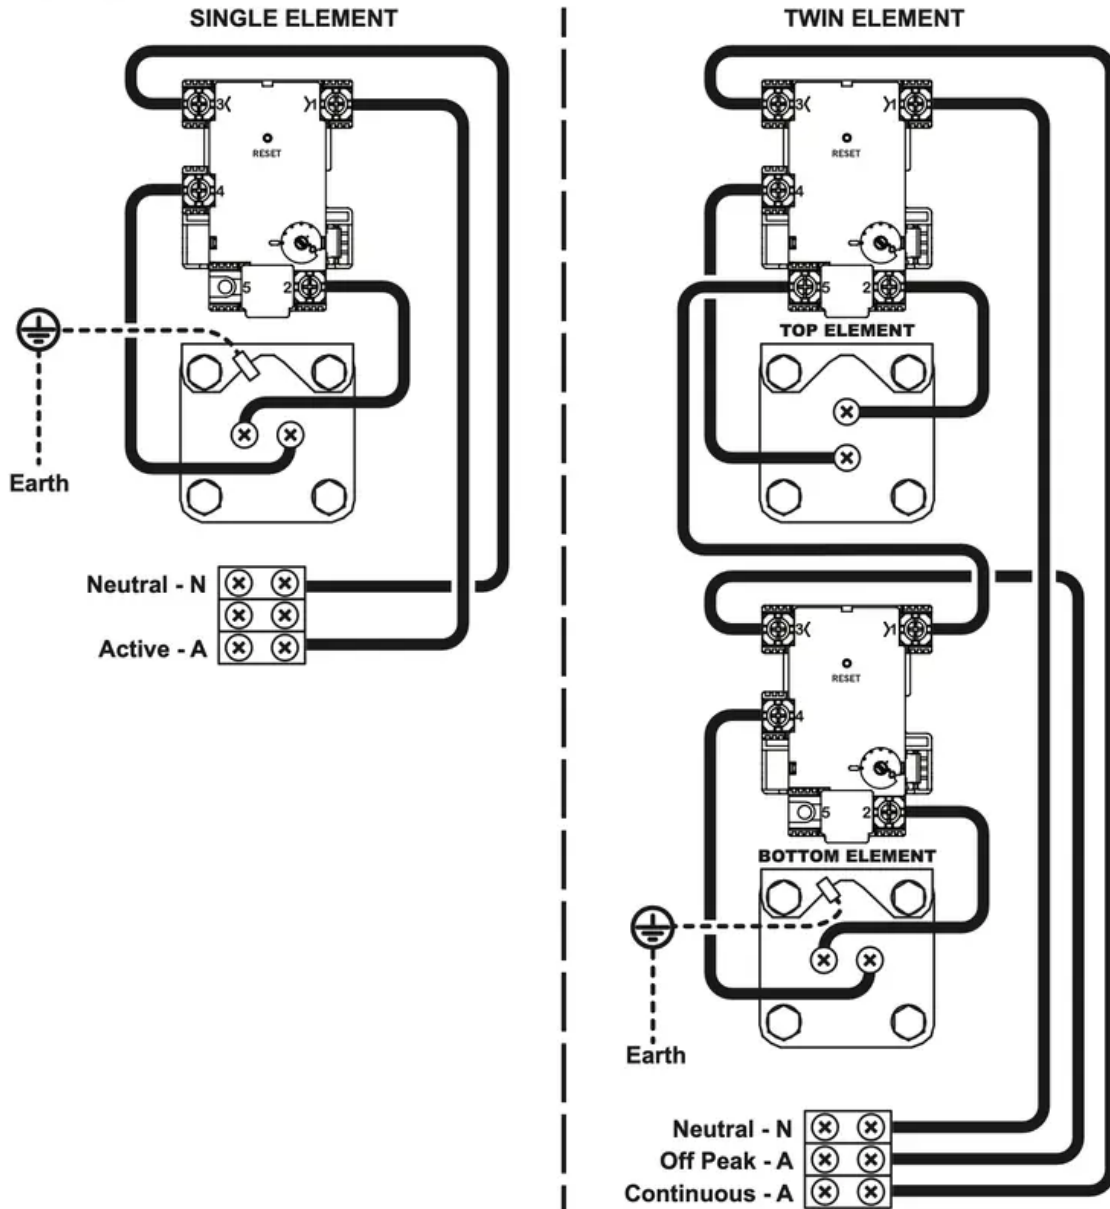 SINGLE ELEMENT
3
1
RESET
4
5
2
Earth
Neutral - N
Active - A
TWIN ELEMENT
3
1
RESET
4
5
2
TOP ELEMENT
3
1
RESET
4
5
2
BOTTOM ELEMENT
Earth
Neutral - N
Off Peak - A
Continuous - A